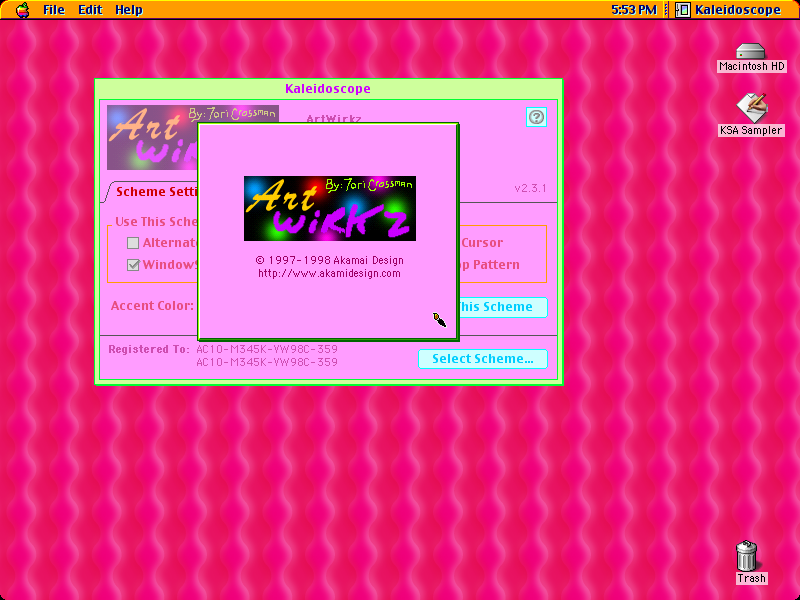 File Edit Help
5:53 PM Kaleidoscope
Macintosh HD
KSA Sampler
Kaleidoscope
By: Tori Crossman
Art
ArtWirkz
v2.3.1
Scheme Setti
Use This Sche
Alternat
Cursor
Window
Pattern
Accent Color:
This Scheme
By: Tori Crossman
Art
WiRKZ
© 1997-1998 Akamai Design
http://www.akamidesign.com
Registered To: AC10-M345K-YW98C-359
AC10-M345K-YW98C-359
Select Scheme...
Trash